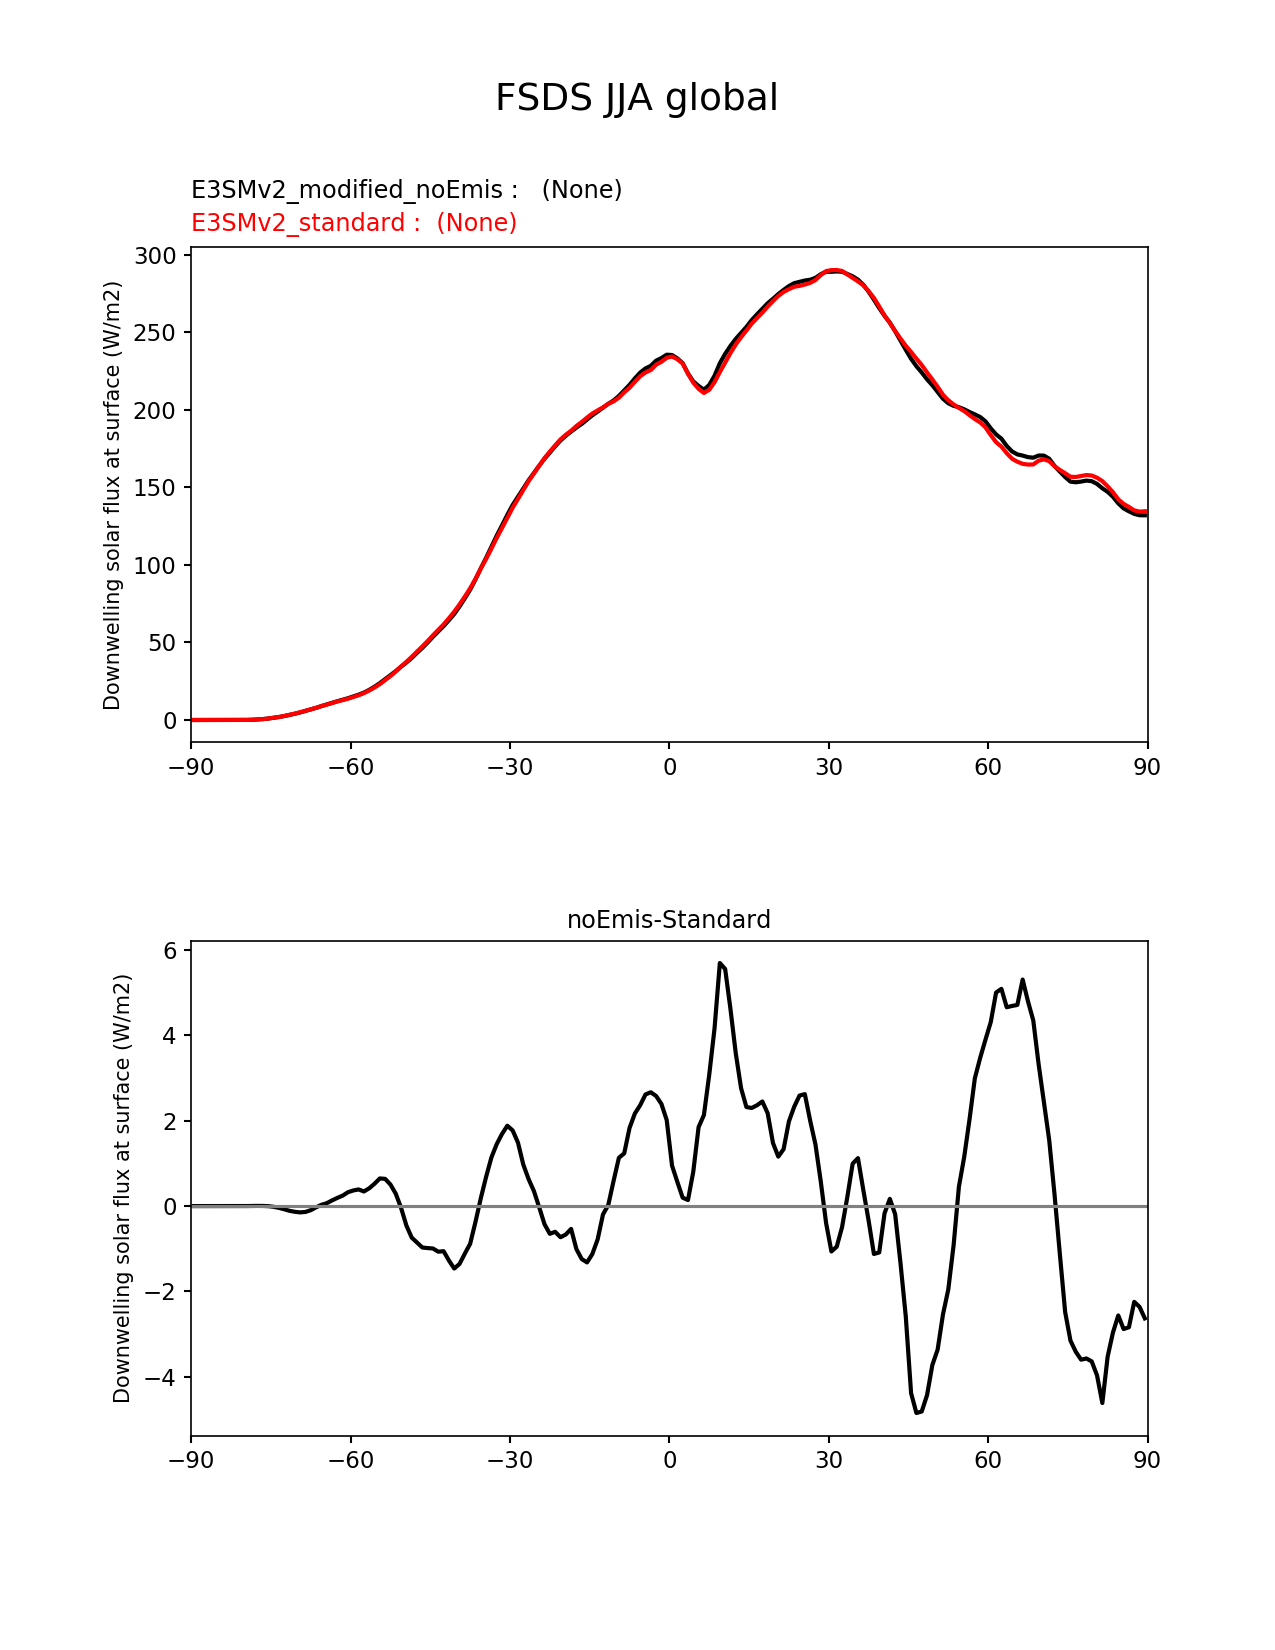 FSDS JJA global
E3SMv2_modified_noEmis :   (None)
E3SMv2_standard :  (None)
Downwelling solar flux at surface (W/m2)
300
250
200
150
100
50
0
−90 −60 −30 0 30 60 90
noEmis-Standard
Downwelling solar flux at surface (W/m2)
6
4
2
0
−2
−4
−90 −60 −30 0 30 60 90